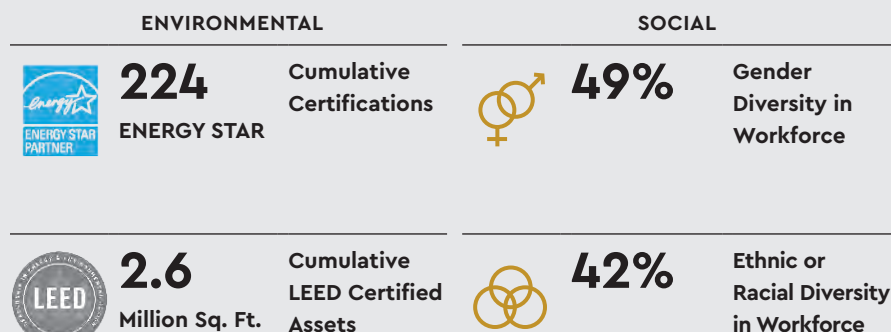 ENVIRONMENTAL
SOCIAL
energy
ENERGY STAR
PARTNER
224
ENERGY STAR
Cumulative
Certifications
49%
Gender
Diversity in
Workforce
LEED
2.6
Million Sq. Ft.
Cumulative
LEED Certified
Assets
42%
Ethnic or
Racial Diversity
in Workforce